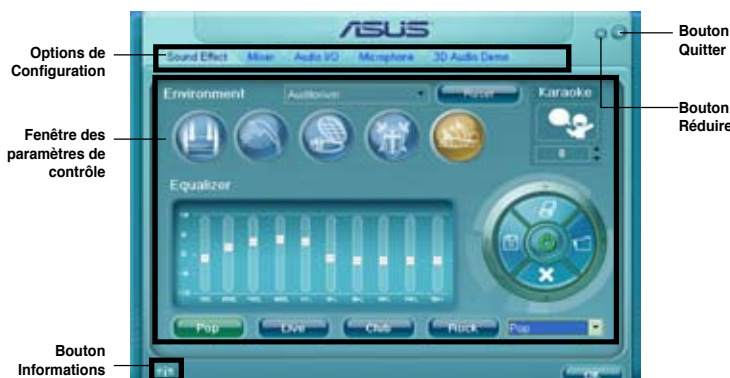 ASUS
Bouton
Quitter
Options de
Configuration
Sound Effect Mixer Audio I/O Microphone 3D Audio Demo
Bouton
Réduire
Environment Auditorium Reset Karaoke
Fenêtre des
paramètres de
contrôle
Equalizer
Pop Live Club Rock Pop
Bouton
Informations
OK